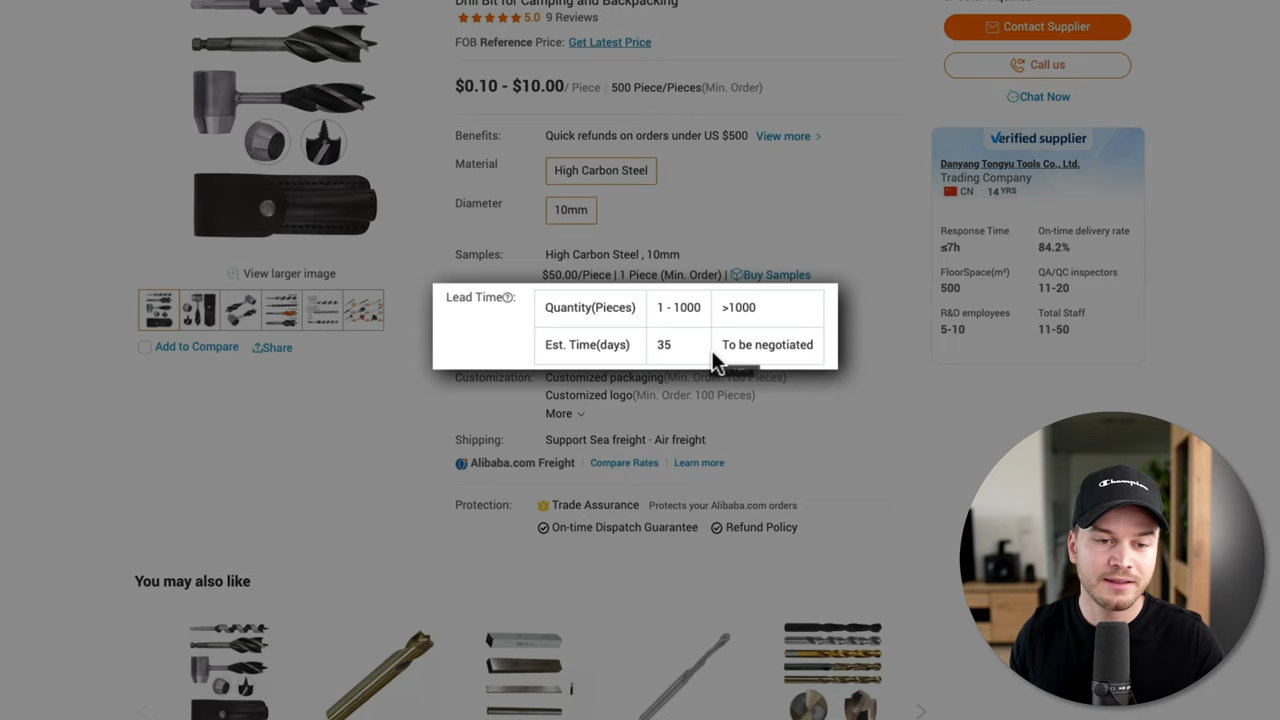 Drill Bit for Camping and Backpacking
5.0 9 Reviews
FOB Reference Price: Get Latest Price
$0.10 - $10.00 / Piece | 500 Piece/Pieces(Min. Order)
Benefits: Quick refunds on orders under US $500 View more >
Material High Carbon Steel
Diameter 10mm
Samples: High Carbon Steel , 10mm
$50.00/Piece | 1 Piece (Min. Order) | Buy Samples
Lead Time: Quantity(Pieces) 1 - 1000 >1000
Est. Time(days) 35 To be negotiated
Customization: Customized packaging(Min. Order: 100 Pieces)
Customized logo(Min. Order: 100 Pieces)
More
Shipping: Support Sea freight · Air freight
Alibaba.com Freight | Compare Rates | Learn more
Protection: Trade Assurance Protects your Alibaba.com orders
On-time Dispatch Guarantee Refund Policy
View larger image
Add to Compare Share
Contact Supplier
Call us
Chat Now
Verified supplier
Danyang Tongyu Tools Co., Ltd.
Trading Company
CN 14 YRS
Response Time On-time delivery rate
≤7h 84.2%
FloorSpace(m²) QA/QC inspectors
500 11-20
R&D employees Total Staff
5-10 11-50
You may also like
Champion